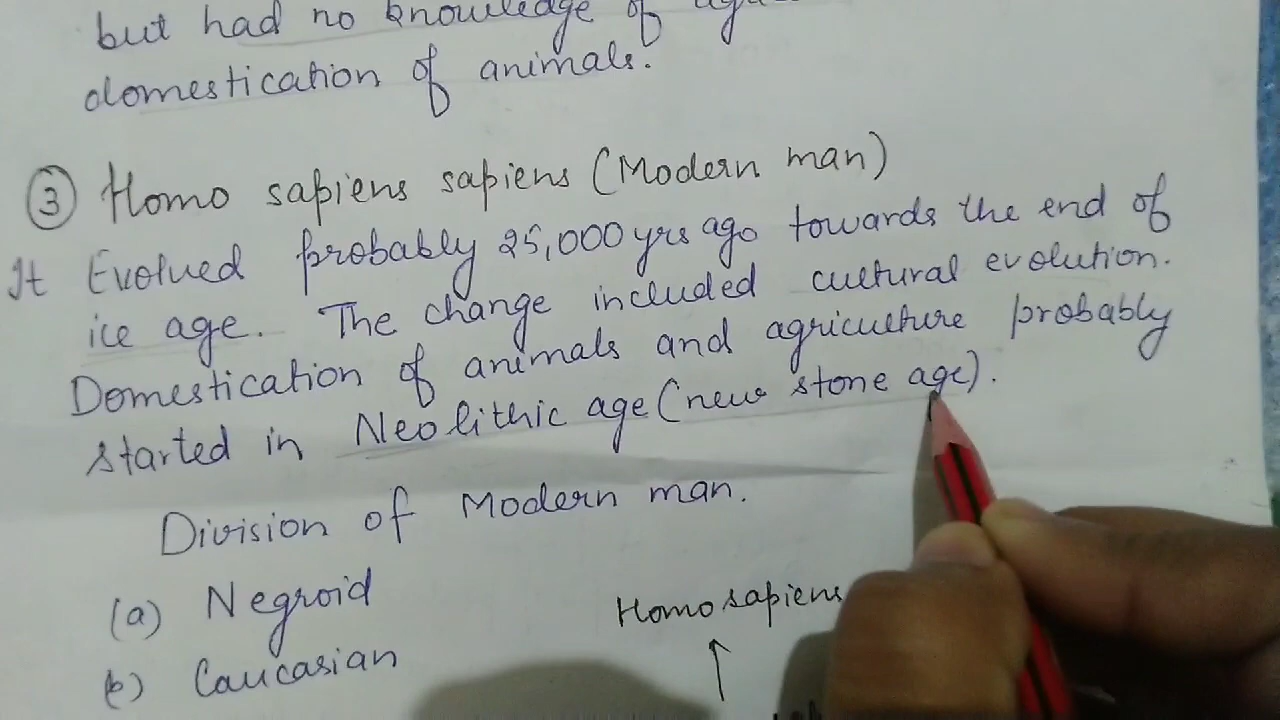 but had no knowledge of
domestication of animals.
③ Homo sapiens sapiens (Modern man)
It Evolved probably 25,000 yrs ago towards the end of
ice age. The change included cultural evolution.
Domestication of animals and agriculture probably
started in Neolithic age (new stone age).
Division of Modern man.
(a) Negroid
(b) Caucasian
Homo sapiens